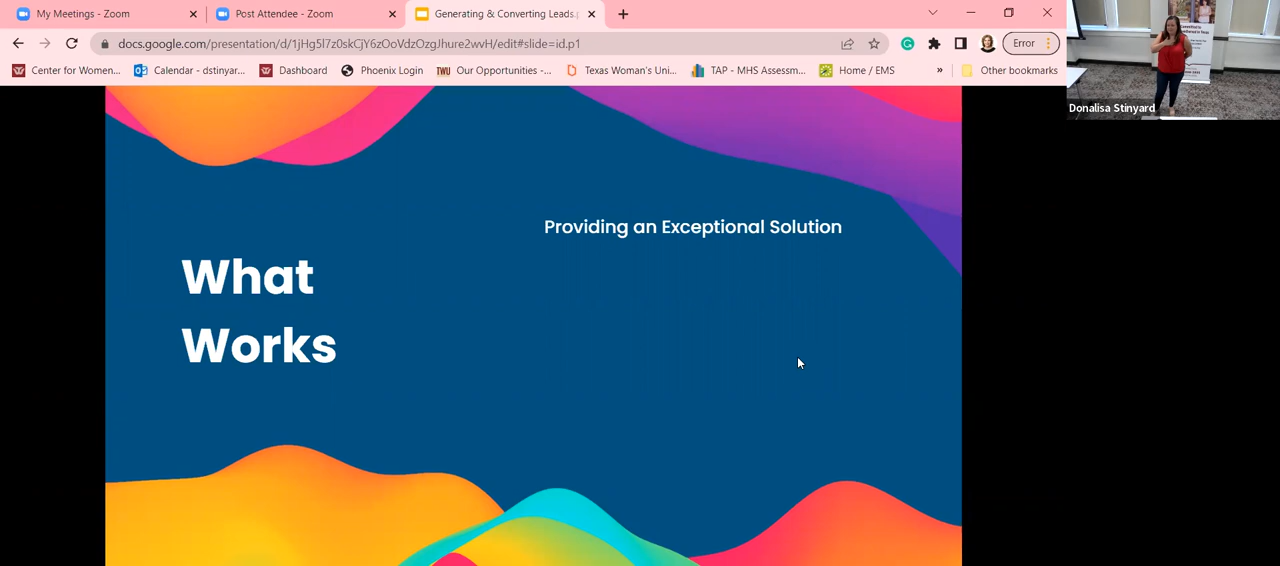 My Meetings - Zoom
Post Attendee - Zoom
Generating & Converting Leads.
docs.google.com/presentation/d/1jHg5I7z0skCjY6zOoVdzOzgJhure2wvH/edit#slide=id.p1
Error
Center for Women...
Calendar - dstinyar...
Dashboard
Phoenix Login
TWU Our Opportunities -...
Texas Woman's Uni...
TAP - MHS Assessm...
Home / EMS
»
Other bookmarks
Donalisa Stinyard
Providing an Exceptional Solution
What
Works